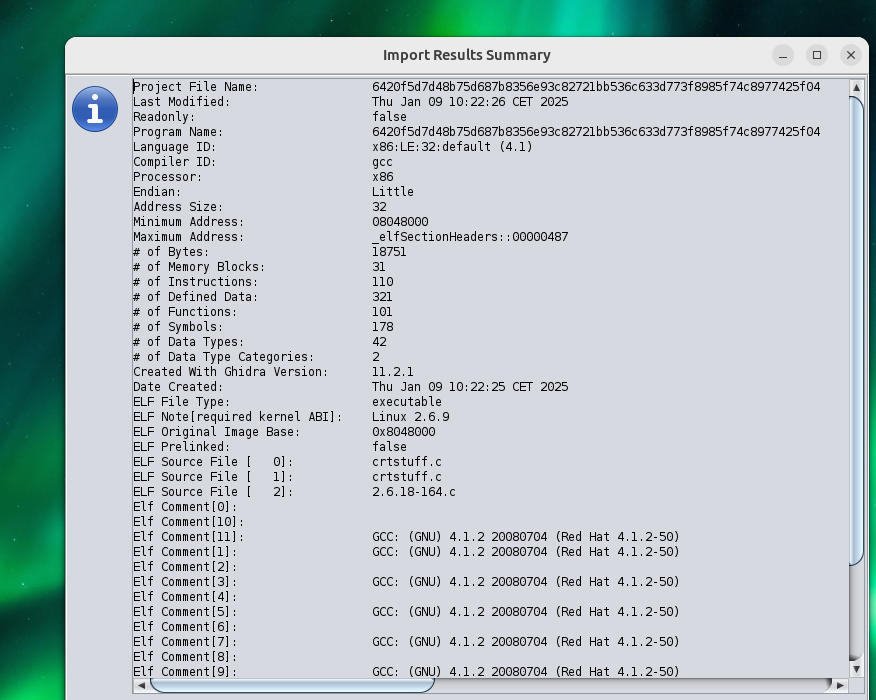 Import Results Summary
Project File Name: 6420f5d7d48b75d687b8356e93c82721bb536c633d773f8985f74c8977425f04
Last Modified: Thu Jan 09 10:22:26 CET 2025
Readonly: false
Program Name: 6420f5d7d48b75d687b8356e93c82721bb536c633d773f8985f74c8977425f04
Language ID: x86:LE:32:default (4.1)
Compiler ID: gcc
Processor: x86
Endian: Little
Address Size: 32
Minimum Address: 08048000
Maximum Address: _elfSectionHeaders::00000487
# of Bytes: 18751
# of Memory Blocks: 31
# of Instructions: 110
# of Defined Data: 321
# of Functions: 101
# of Symbols: 178
# of Data Types: 42
# of Data Type Categories: 2
Created With Ghidra Version: 11.2.1
Date Created: Thu Jan 09 10:22:25 CET 2025
ELF File Type: executable
ELF Note[required kernel ABI]: Linux 2.6.9
ELF Original Image Base: 0x8048000
ELF Prelinked: false
ELF Source File [   0]: crtstuff.c
ELF Source File [   1]: crtstuff.c
ELF Source File [   2]: 2.6.18-164.c
Elf Comment[0]:
Elf Comment[10]:
Elf Comment[11]: GCC: (GNU) 4.1.2 20080704 (Red Hat 4.1.2-50)
Elf Comment[1]: GCC: (GNU) 4.1.2 20080704 (Red Hat 4.1.2-50)
Elf Comment[2]:
Elf Comment[3]: GCC: (GNU) 4.1.2 20080704 (Red Hat 4.1.2-50)
Elf Comment[4]:
Elf Comment[5]: GCC: (GNU) 4.1.2 20080704 (Red Hat 4.1.2-50)
Elf Comment[6]:
Elf Comment[7]: GCC: (GNU) 4.1.2 20080704 (Red Hat 4.1.2-50)
Elf Comment[8]:
Elf Comment[9]: GCC: (GNU) 4.1.2 20080704 (Red Hat 4.1.2-50)